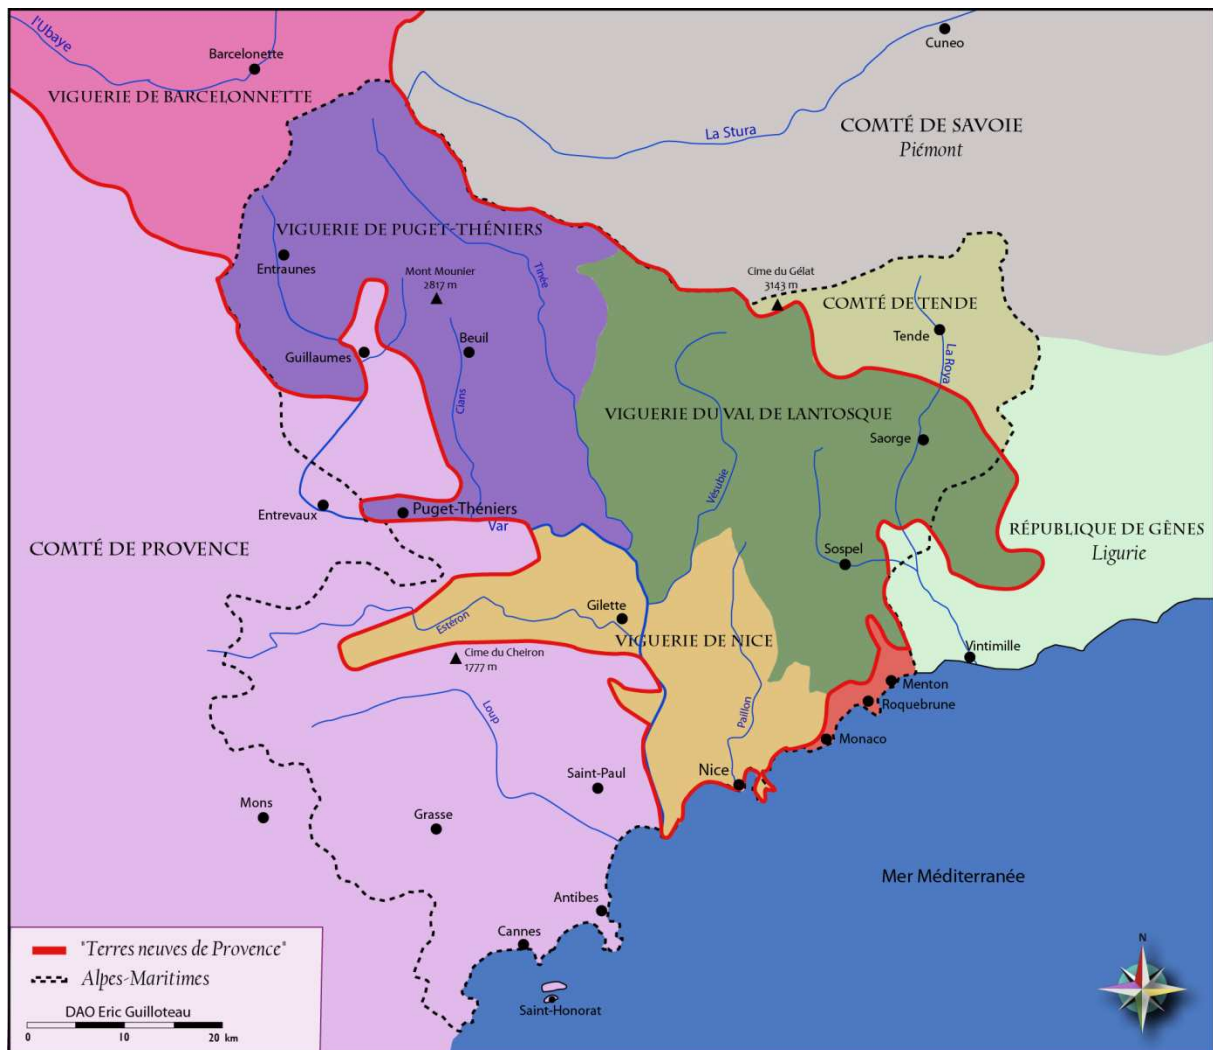 l'Ubaye
Barcelonette
VIGUERIE DE BARCELONNETTE
Cuneo
La Stura
COMTÉ DE SAVOIE
Piémont
VIGUERIE DE PUGET-THÉNIERS
Entraunes
Mont Mounier
2817 m
Tinée
Cime du Gélat
3143 m
COMTÉ DE TENDE
Tende
La Roya
Guillaumes
Beuil
Cians
VIGUERIE DU VAL DE LANTOSQUE
Saorge
Vésubie
Entrevaux
Puget-Théniers
Var
COMTÉ DE PROVENCE
RÉPUBLIQUE DE GÊNES
Ligurie
Sospel
Gilette
Estéron
VIGUERIE DE NICE
Cime du Cheiron
1777 m
Vintimille
Menton
Roquebrune
Monaco
Paillon
Loup
Nice
Saint-Paul
Mons
Grasse
Mer Méditerranée
Antibes
Cannes
Saint-Honorat
"Terres neuves de Provence"
Alpes-Maritimes
DAO Eric Guilloteau
0 10 20 km
N